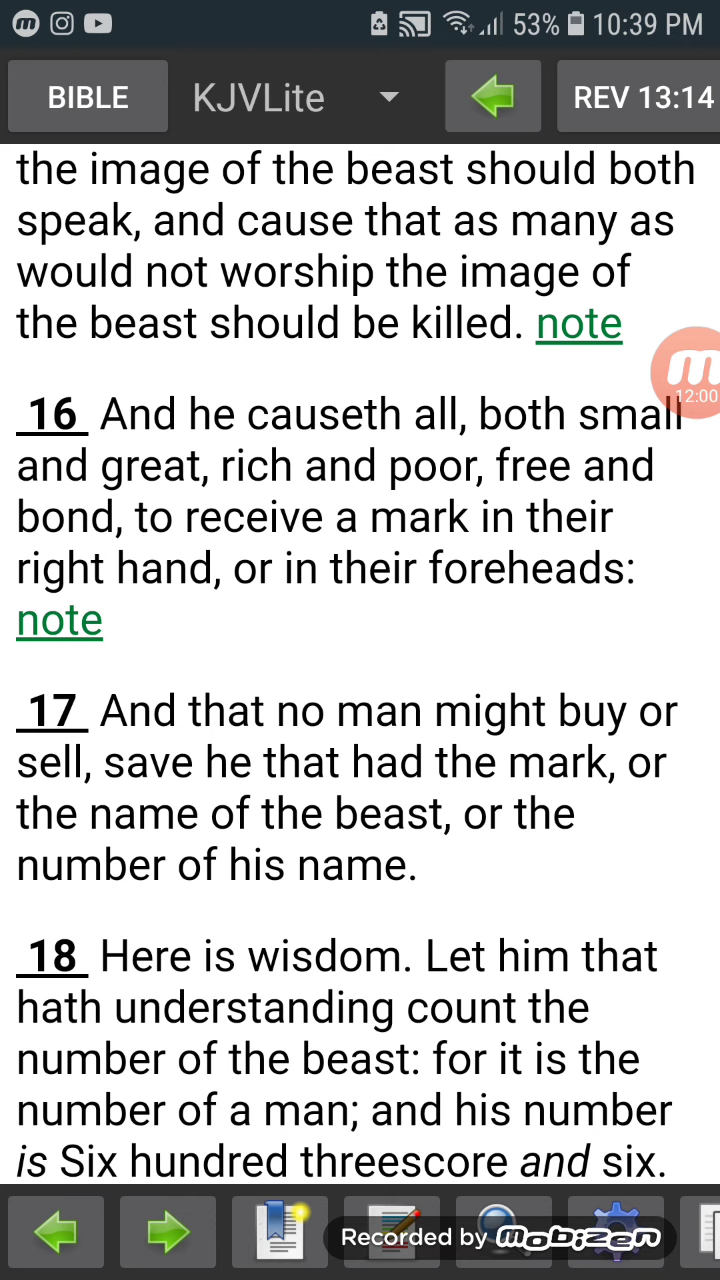 53% 10:39 PM
BIBLE KJVLite REV 13:14
the image of the beast should both
speak, and cause that as many as
would not worship the image of
the beast should be killed. note
12:00
16 And he causeth all, both small
and great, rich and poor, free and
bond, to receive a mark in their
right hand, or in their foreheads:
note
17 And that no man might buy or
sell, save he that had the mark, or
the name of the beast, or the
number of his name.
18 Here is wisdom. Let him that
hath understanding count the
number of the beast: for it is the
number of a man; and his number
is Six hundred threescore and six.
Recorded by mobizen